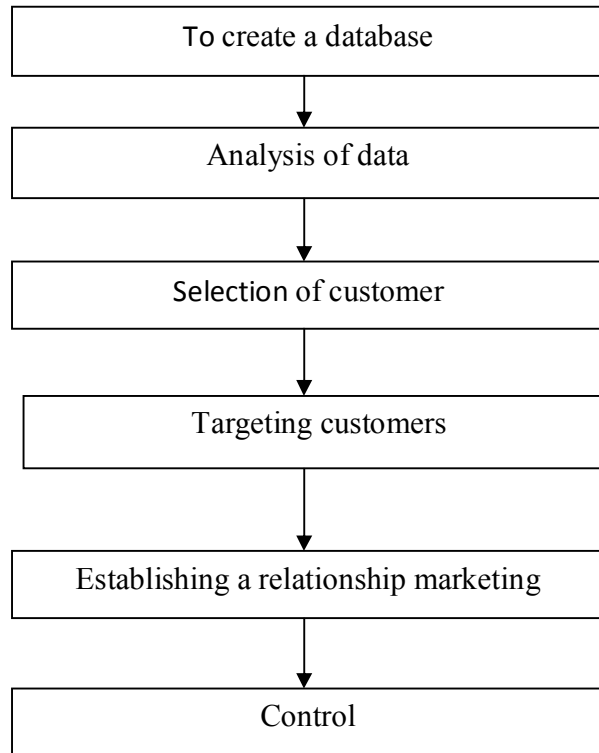 To create a database
Analysis of data
Selection of customer
Targeting customers
Establishing a relationship marketing
Control